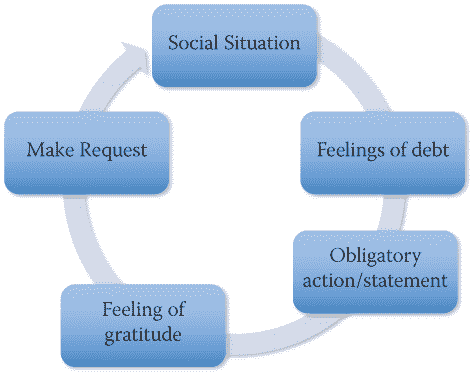 Social Situation
Feelings of debt
Obligatory
action/statement
Feeling of
gratitude
Make Request